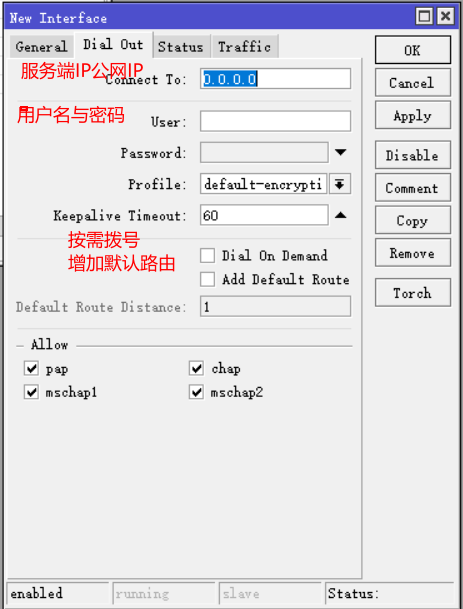 New Interface
General Dial Out Status Traffic
服务端IP公网IP
Connect To: 0.0.0.0
用户名与密码
User:
Password:
Profile: default-encrypti
Keepalive Timeout: 60
按需拨号
Dial On Demand
增加默认路由
Add Default Route
Default Route Distance: 1
Allow
pap chap
mschap1 mschap2
OK
Cancel
Apply
Disable
Comment
Copy
Remove
Torch
enabled running slave Status: